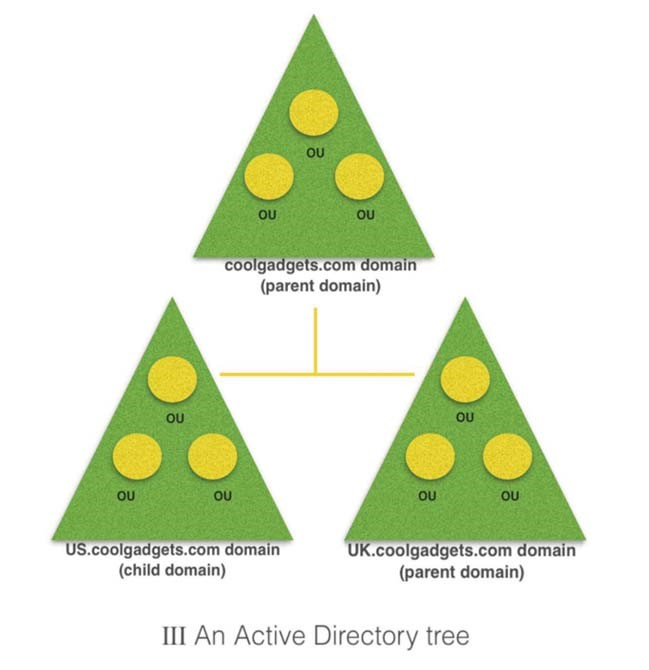 OU
OU OU
coolgadgets.com domain
(parent domain)
OU
OU OU
US.coolgadgets.com domain
(child domain)
OU
OU OU
UK.coolgadgets.com domain
(parent domain)
III An Active Directory tree